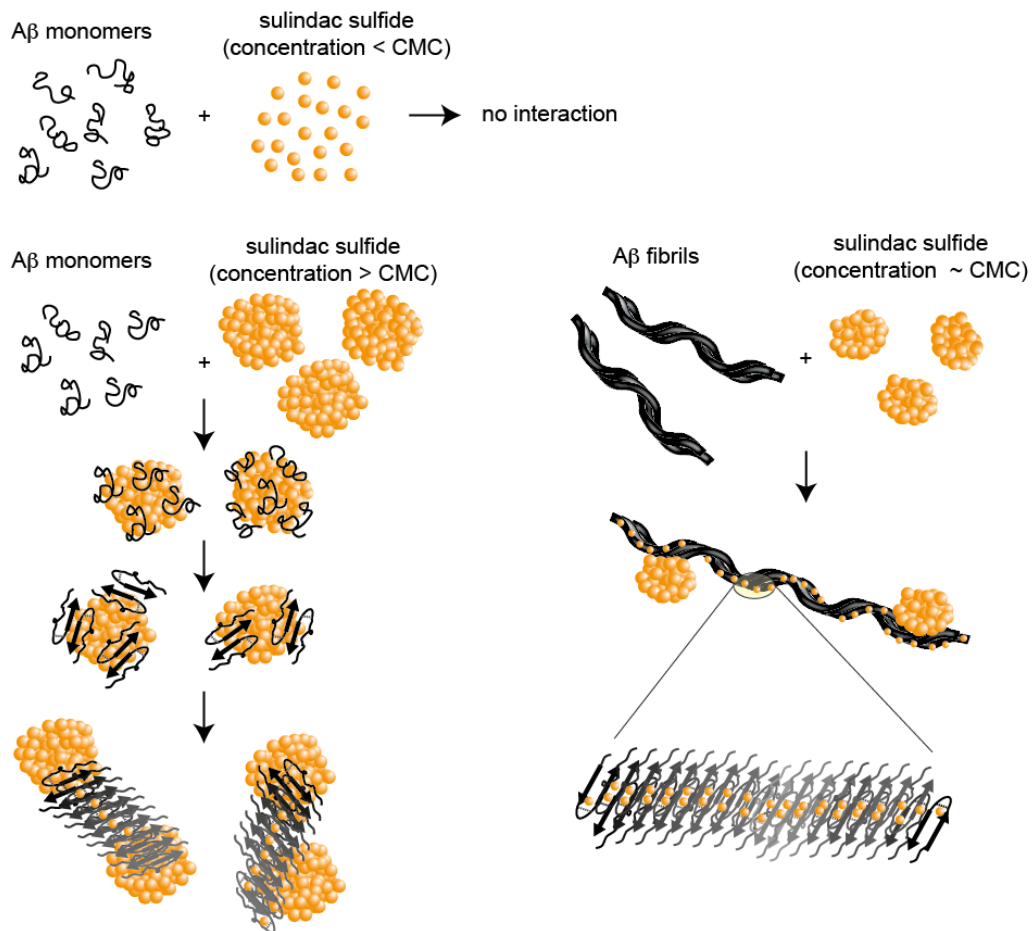 Aβ monomers
+
sulindac sulfide
(concentration < CMC)
no interaction
Aβ monomers
+
sulindac sulfide
(concentration > CMC)
Aβ fibrils
+
sulindac sulfide
(concentration ~ CMC)